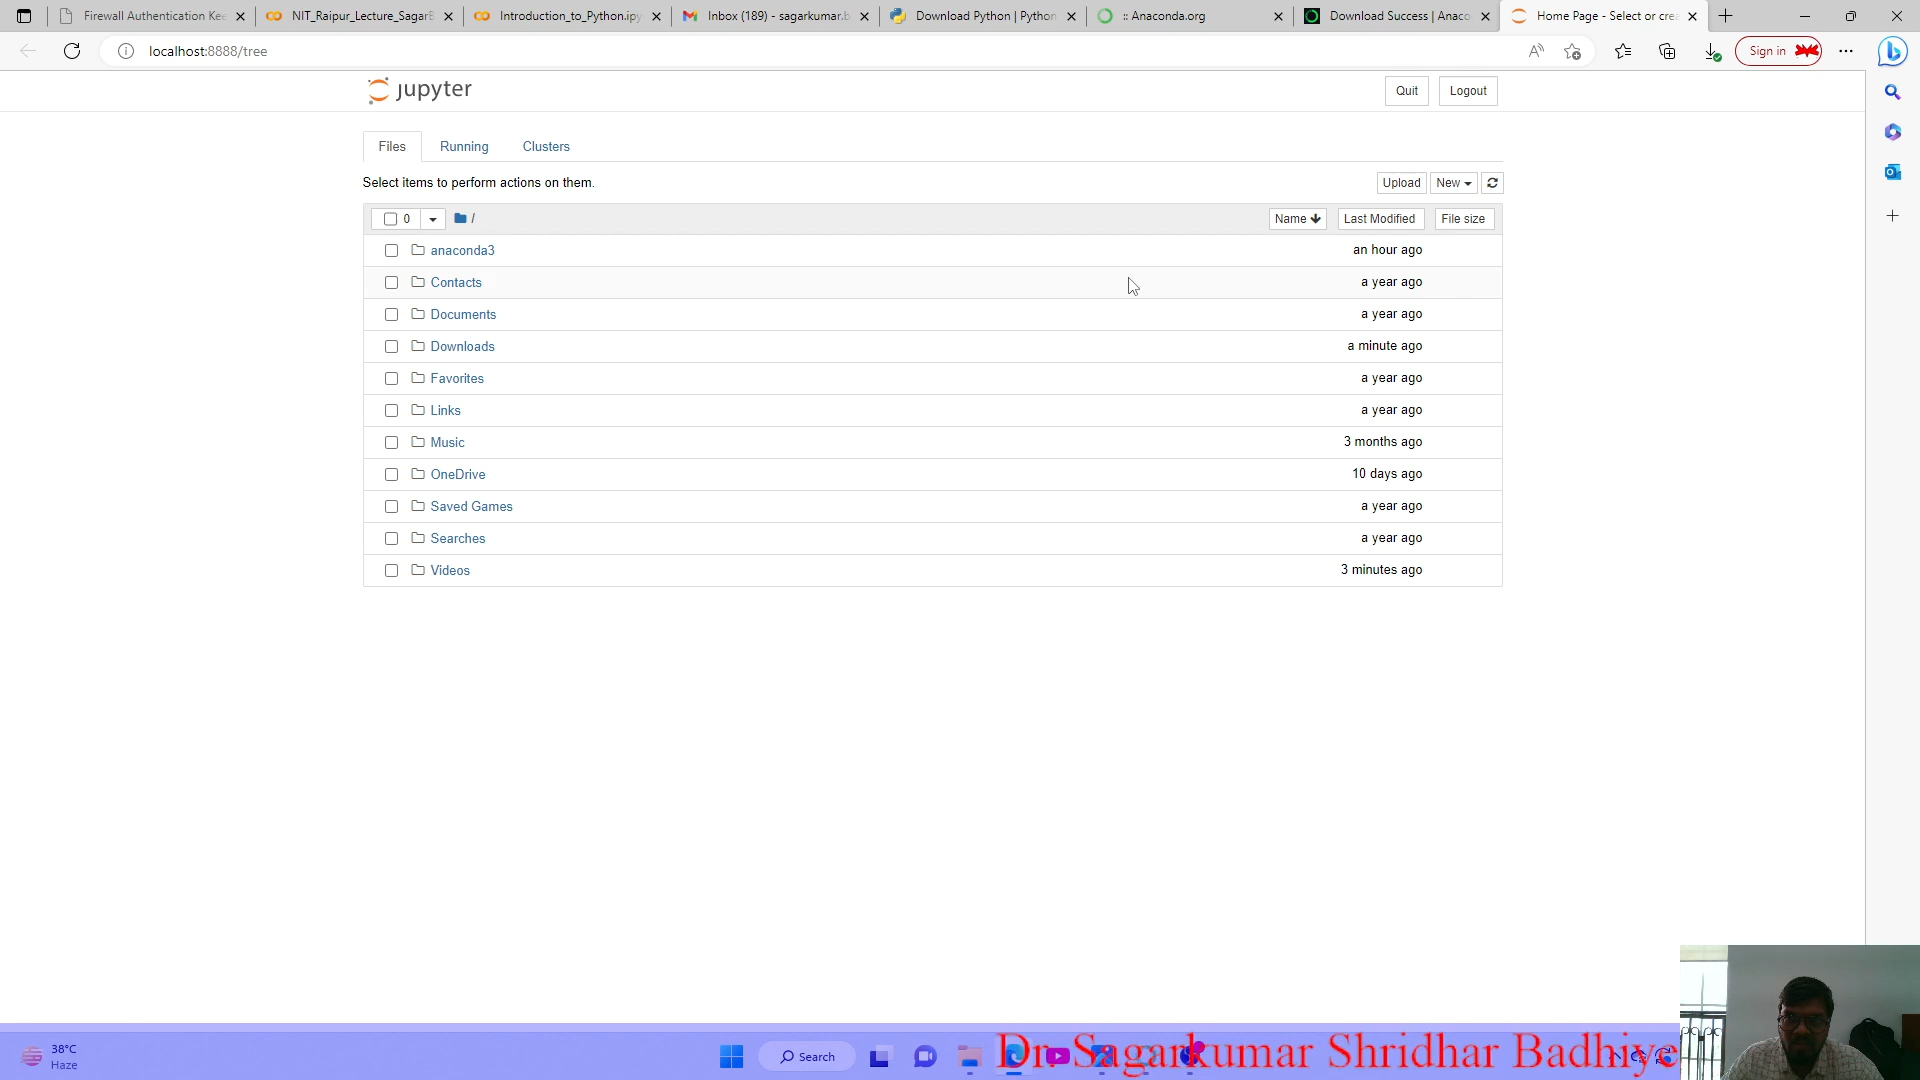 Firewall Authentication Kee
NIT_Raipur_Lecture_SagarB
Introduction_to_Python.ipy
Inbox (189) - sagarkumar.b
Download Python | Python
:: Anaconda.org
Download Success | Anaco
Home Page - Select or crea
localhost:8888/tree
Sign in
jupyter
Quit
Logout
Files
Running
Clusters
Select items to perform actions on them.
Upload
New
0
/
Name
Last Modified
File size
anaconda3 an hour ago
Contacts a year ago
Documents a year ago
Downloads a minute ago
Favorites a year ago
Links a year ago
Music 3 months ago
OneDrive 10 days ago
Saved Games a year ago
Searches a year ago
Videos 3 minutes ago
38°C
Haze
Search
Dr. Sagarkumar Shridhar Badhiye